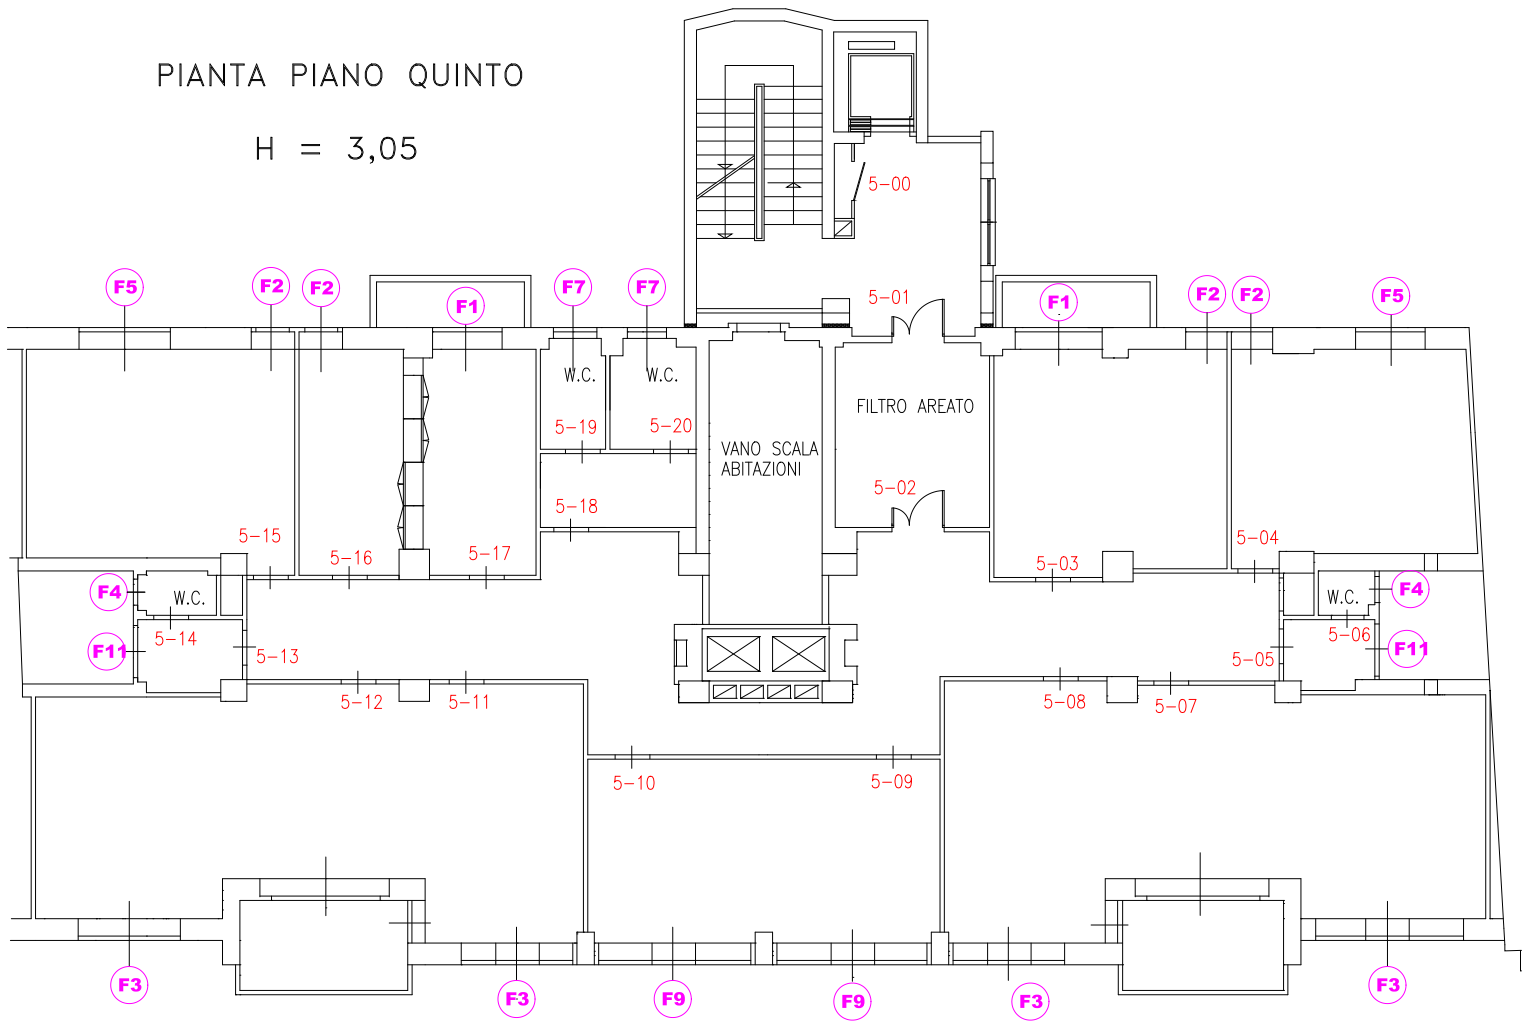 PIANTA PIANO QUINTO
H = 3,05
5-00
F5
F2
F2
F1
F7
F7
5-01
F1
F2
F2
F5
W.C.
W.C.
FILTRO AREATO
5-19
5-20
VANO SCALA
ABITAZIONI
5-02
5-18
5-15
5-16
5-17
5-03
5-04
F4
W.C.
W.C.
F4
5-14
5-13
F11
5-06
5-05
F11
5-12
5-11
5-08
5-07
5-10
5-09
F3
F3
F9
F9
F3
F3